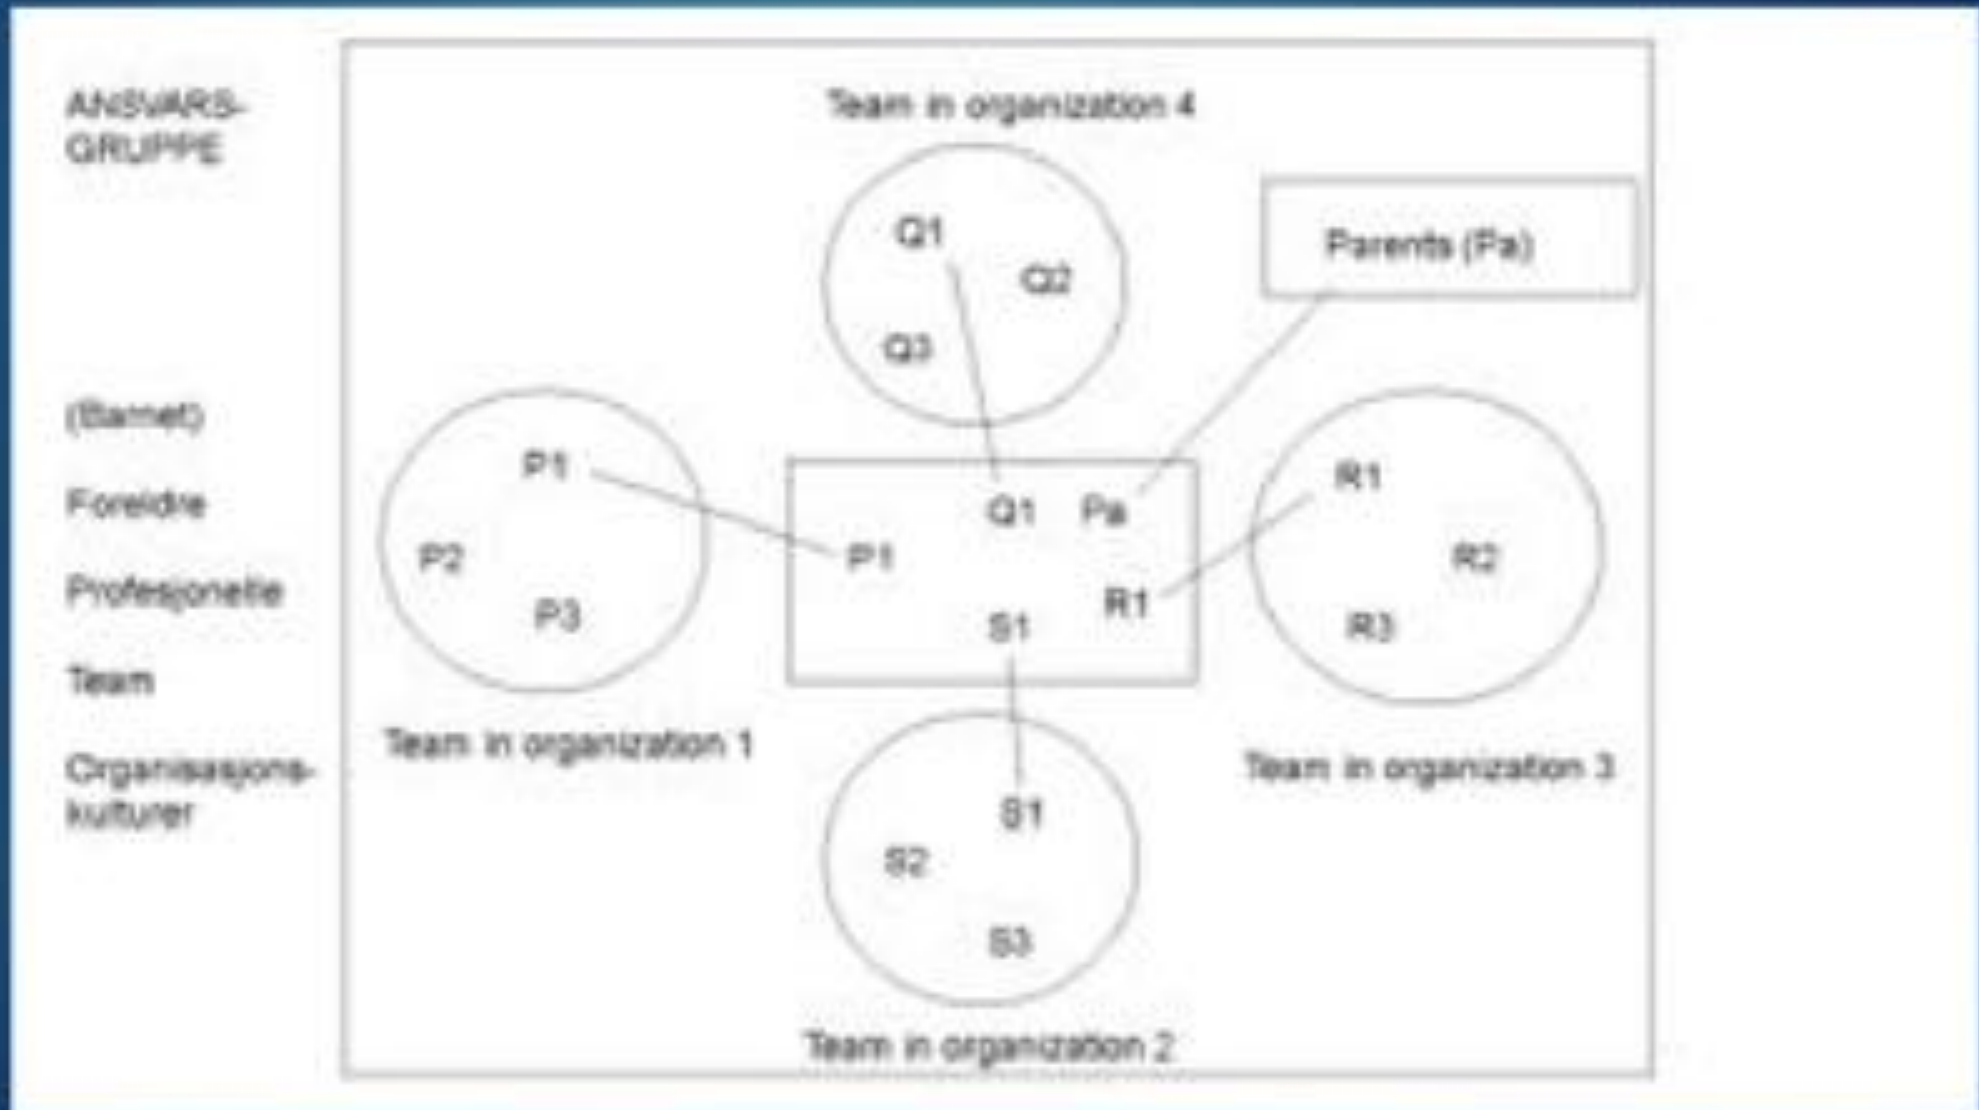 ANSVARS-
GRUPPE
(Barnet)
Foreldre
Profesjonelle
Team
Organisasjons-
kulturer
Team in organization 4
Q1
Q2
Q3
Parents (Pa)
P1
P2
P3
Team in organization 1
Q1 Pa
P1
R1
S1
R1
R2
R3
Team in organization 3
S1
S2
S3
Team in organization 2